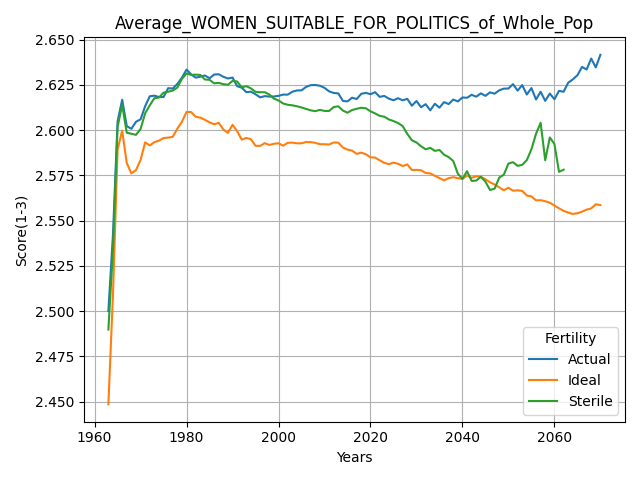 Average_WOMEN_SUITABLE_FOR_POLITICS_of_Whole_Pop
2.650
2.625
2.600
2.575
2.550
2.525
2.500
2.475
2.450
Score(1-3)
1960
1980
2000
2020
2040
2060
Years
Fertility
Actual
Ideal
Sterile